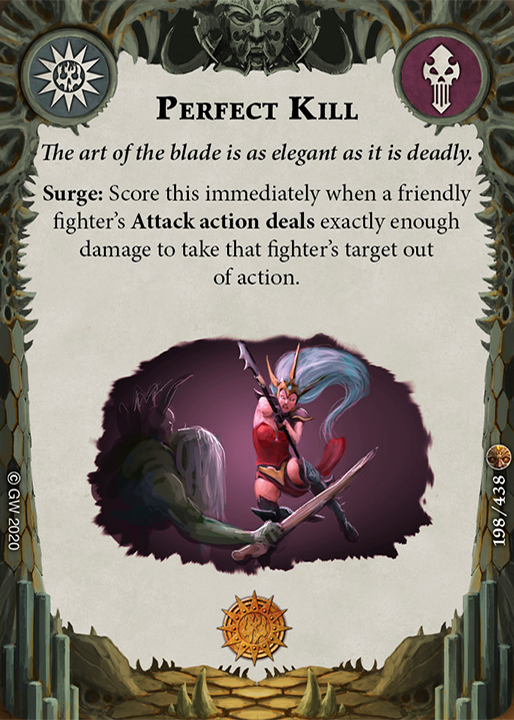 Perfect Kill
The art of the blade is as elegant as it is deadly.
Surge: Score this immediately when a friendly
fighter's Attack action deals exactly enough
damage to take that fighter's target out
of action.
© GW 2020
198/438